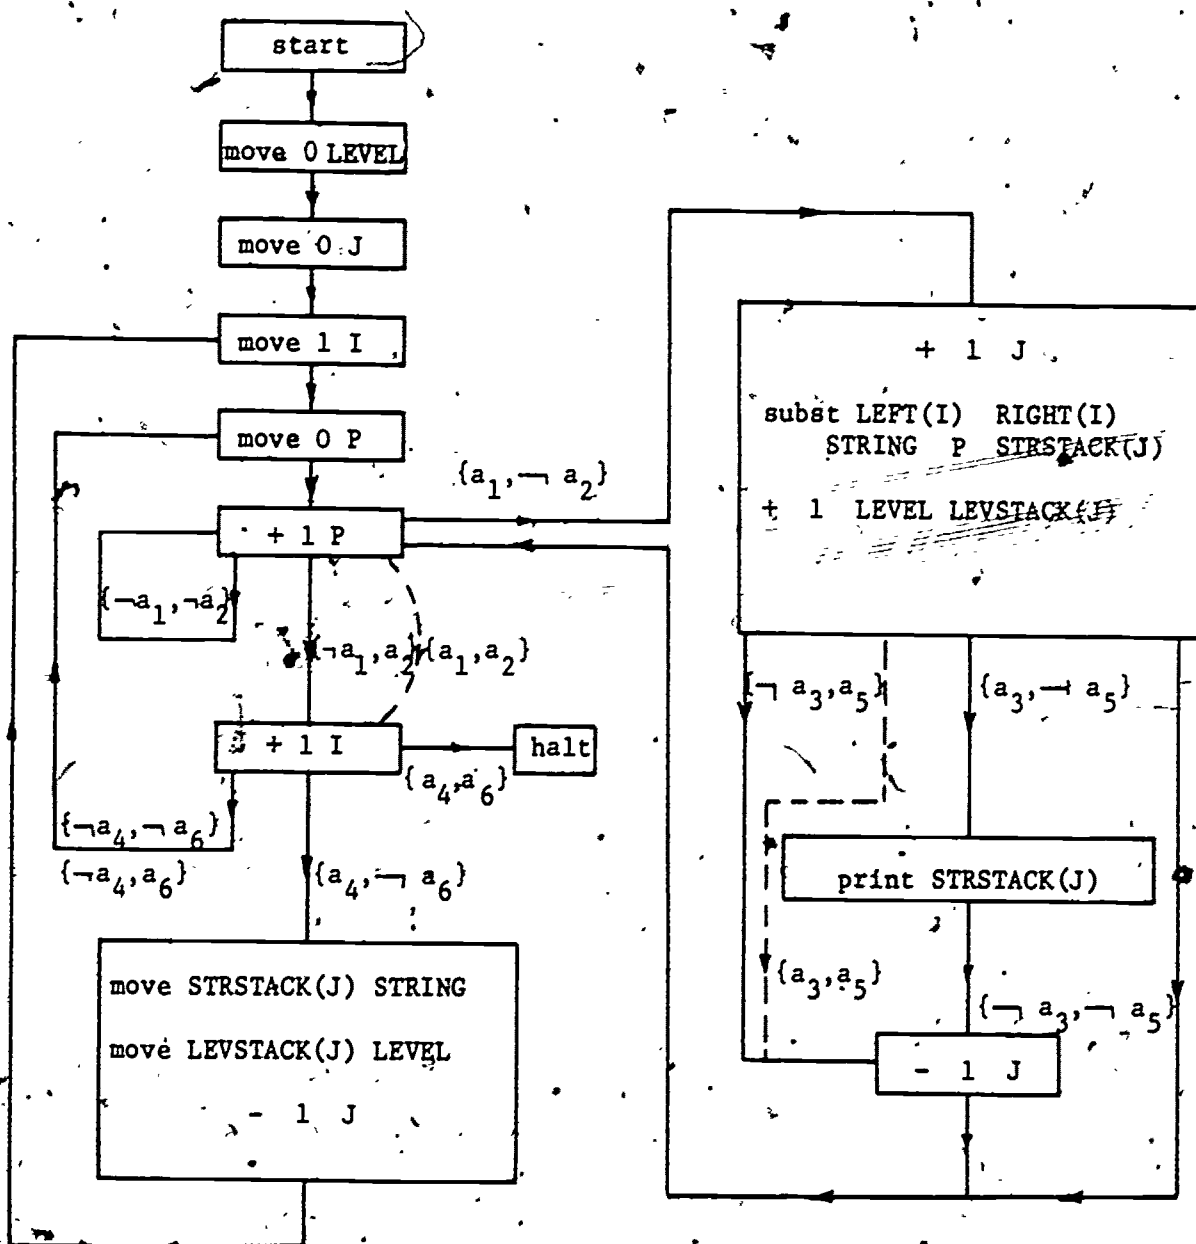 start
move 0 LEVEL
move 0 J
move 1 I
move 0 P
{a₁,¬ a₂}
+ 1 P
{¬a₁,¬a₂}
{¬a₁,a₂}
{a₁,a₂}
+ 1 I
halt
{a₄,a₆}
{¬a₄,¬ a₆}
{¬a₄,a₆}
{a₄,¬ a₆}
move STRSTACK(J) STRING
move LEVSTACK(J) LEVEL
- 1 J
+ 1 J
subst LEFT(I) RIGHT(I)
STRING P STRSTACK(J)
+ 1 LEVEL LEVSTACK(J)
{¬ a₃,a₅}
{a₃,¬ a₅}
print STRSTACK(J)
{a₃,a₅}
{¬ a₃,¬ a₅}
- 1 J